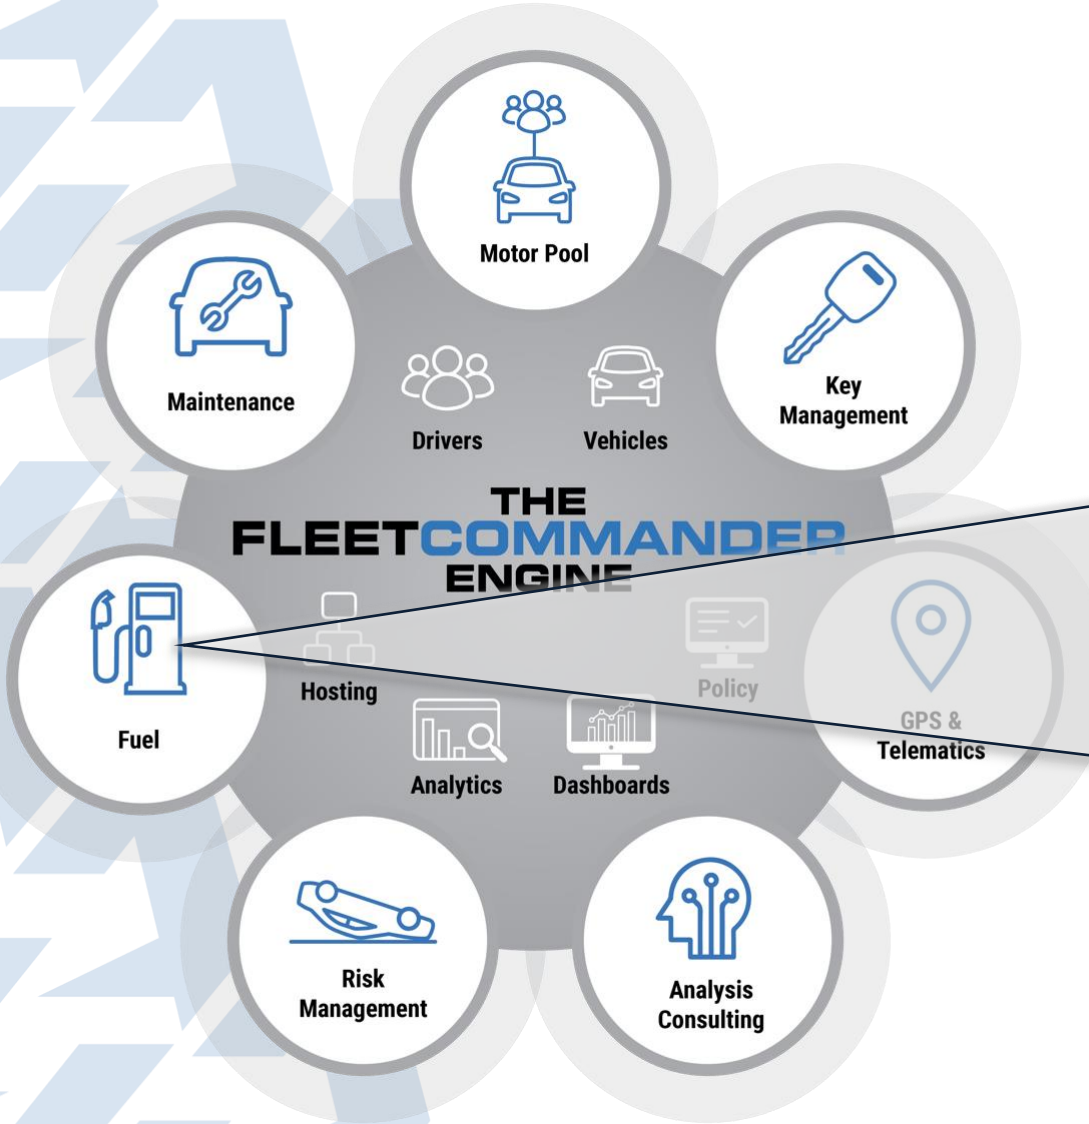 Motor Pool
Maintenance
Key
Management
Drivers
Vehicles
THE
FLEETCOMMANDER
ENGINE
Hosting
Policy
Fuel
GPS &
Telematics
Analytics
Dashboards
Risk
Management
Analysis
Consulting